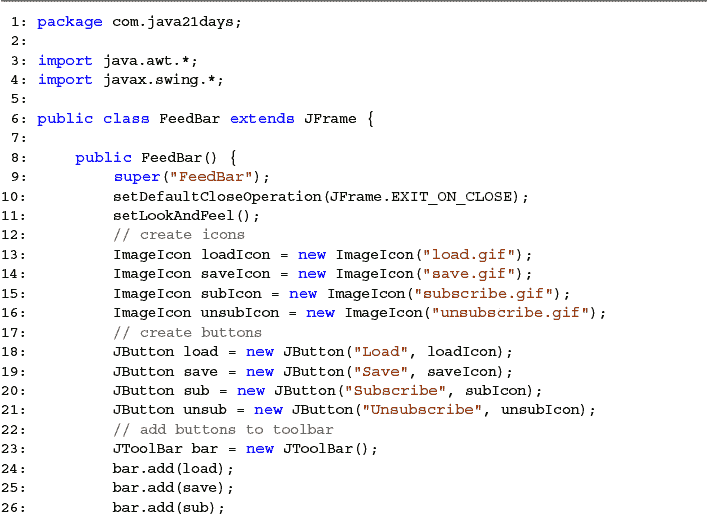 1: package com.java21days;
2:
3: import java.awt.*;
4: import javax.swing.*;
5:
6: public class FeedBar extends JFrame {
7:
8:     public FeedBar() {
9:         super("FeedBar");
10:         setDefaultCloseOperation(JFrame.EXIT_ON_CLOSE);
11:         setLookAndFeel();
12:         // create icons
13:         ImageIcon loadIcon = new ImageIcon("load.gif");
14:         ImageIcon saveIcon = new ImageIcon("save.gif");
15:         ImageIcon subIcon = new ImageIcon("subscribe.gif");
16:         ImageIcon unsubIcon = new ImageIcon("unsubscribe.gif");
17:         // create buttons
18:         JButton load = new JButton("Load", loadIcon);
19:         JButton save = new JButton("Save", saveIcon);
20:         JButton sub = new JButton("Subscribe", subIcon);
21:         JButton unsub = new JButton("Unsubscribe", unsubIcon);
22:         // add buttons to toolbar
23:         JToolBar bar = new JToolBar();
24:         bar.add(load);
25:         bar.add(save);
26:         bar.add(sub);